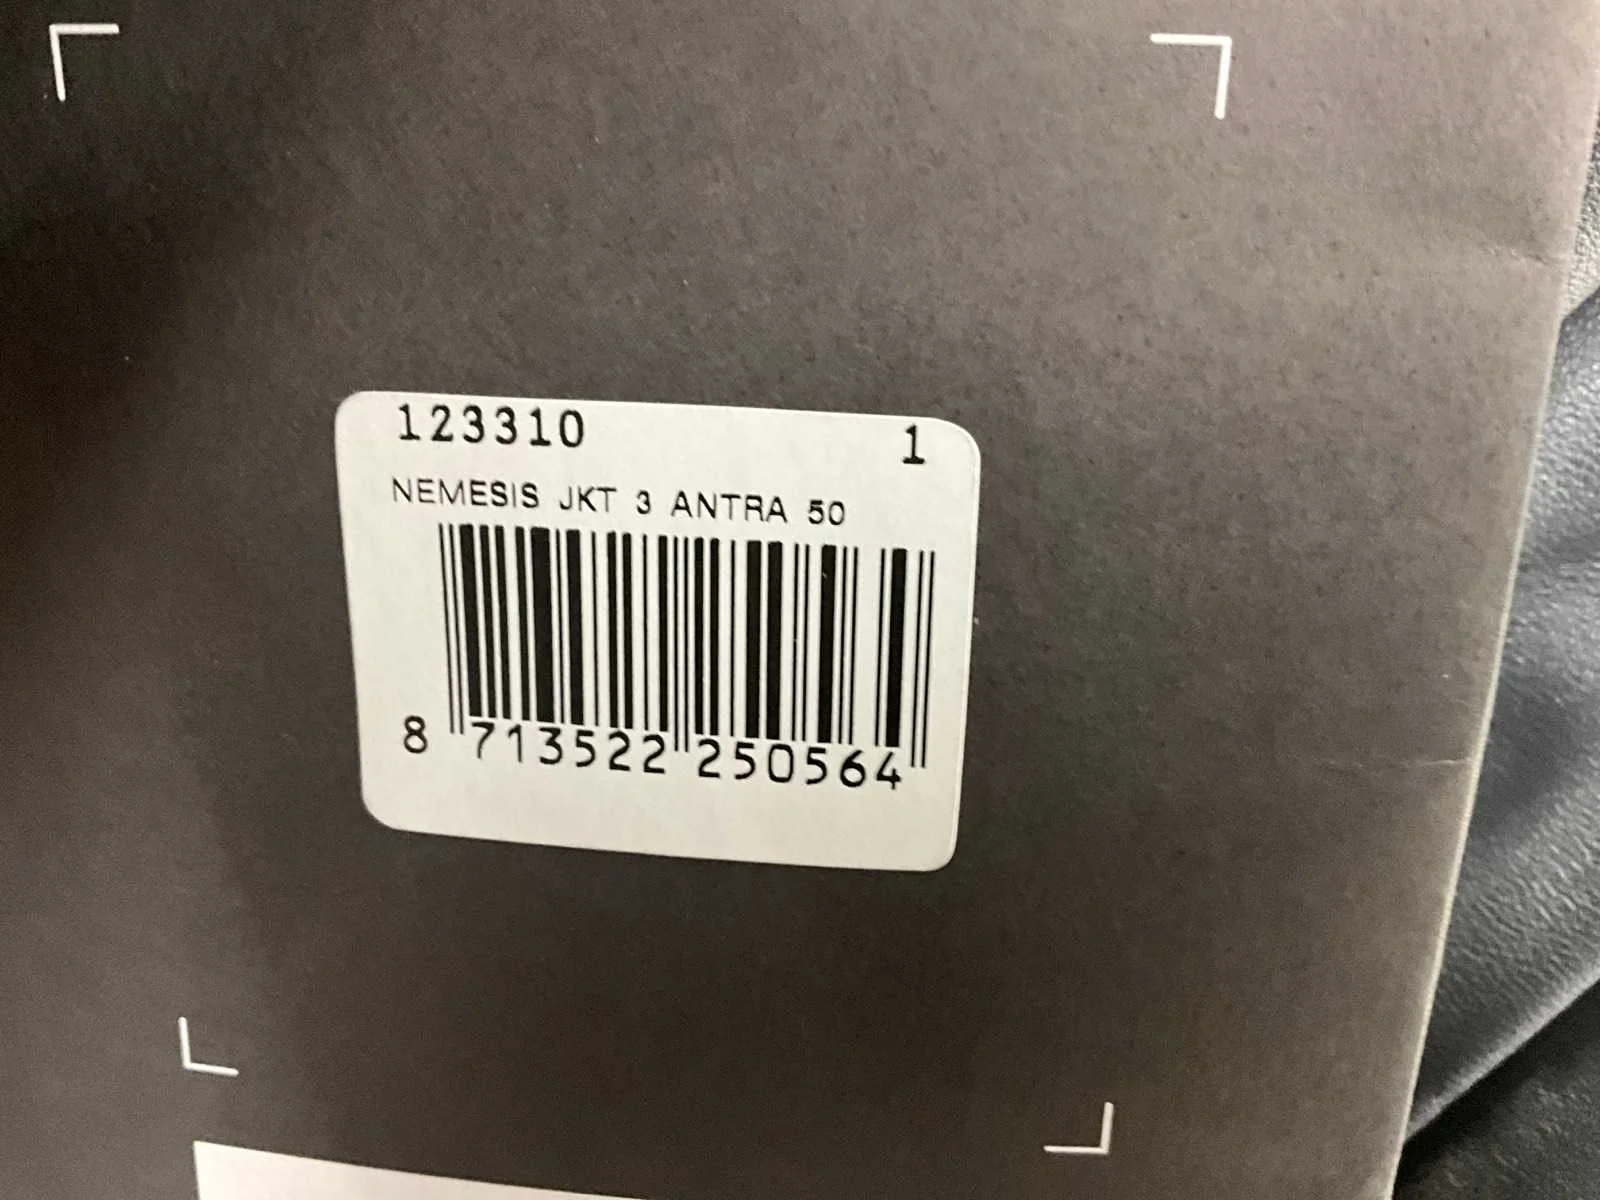 123310 1
NEMESIS JKT 3 ANTRA 50
8 713522 250564